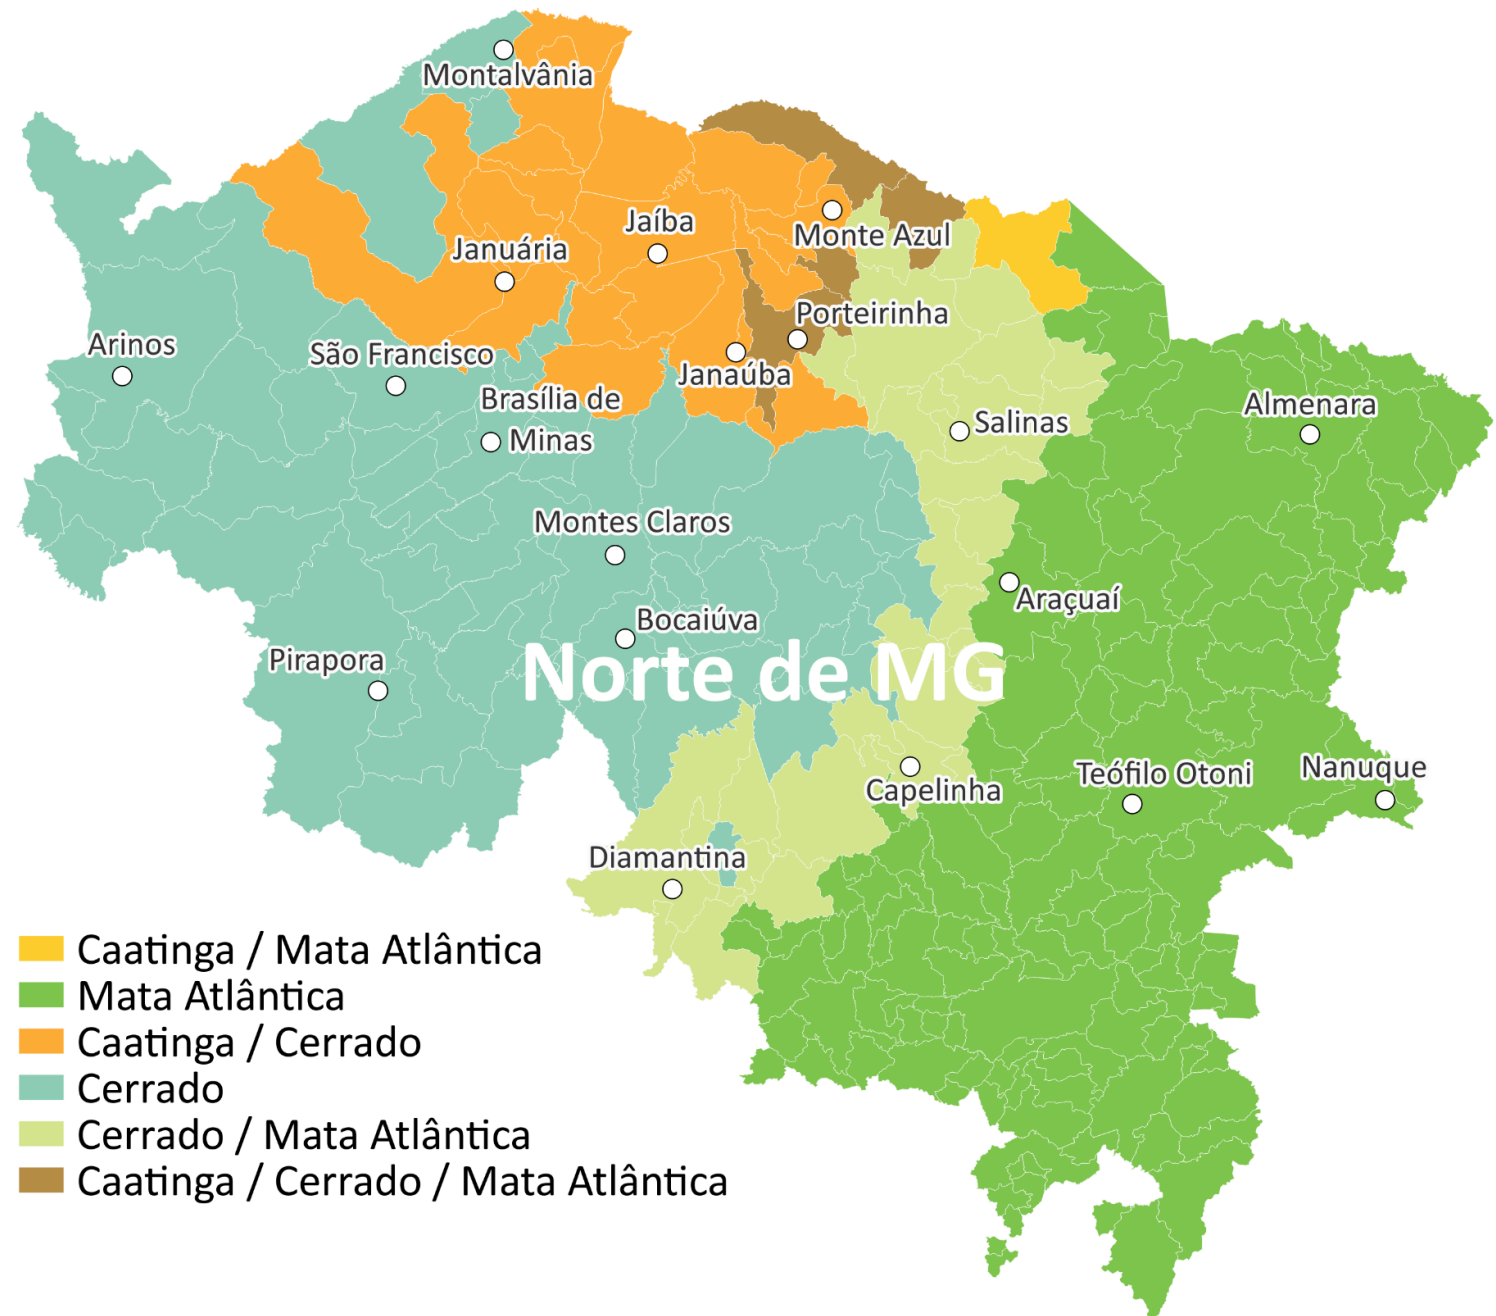 Montalvânia
Jaíba
Monte Azul
Januária
Porteirinha
Arinos
São Francisco
Janaúba
Brasília de
Minas
Salinas
Almenara
Montes Claros
Araçuaí
Bocaiúva
Pirapora
Norte de MG
Capelinha
Teófilo Otoni
Nanuque
Diamantina
Caatinga / Mata Atlântica
Mata Atlântica
Caatinga / Cerrado
Cerrado
Cerrado / Mata Atlântica
Caatinga / Cerrado / Mata Atlântica